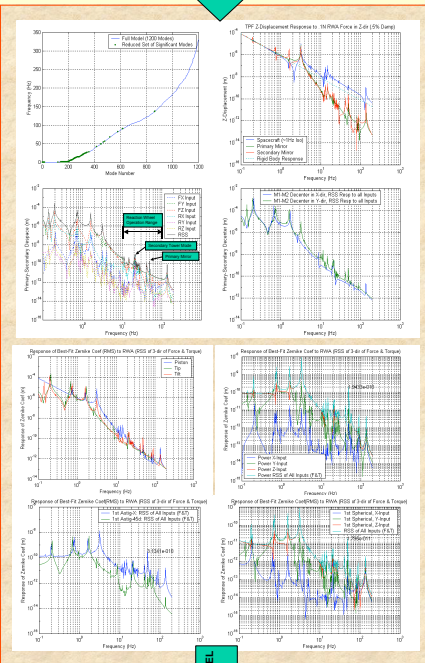 Full Model (1200 Modes)
Reduced Set of Significant Modes
Frequency (Hz)
Mode Number
TPF Z-Displacement Response to .1N RWA Force in Z-dir (.5% Damp)
Z-Displacement (m)
Spacecraft (~1Hz Iso)
Primary Mirror
Secondary Mirror
Rigid Body Response
Frequency (Hz)
Primary-Secondary Decenter (m)
FX Input
FY Input
FZ Input
RX Input
RY Input
RZ Input
RSS
Reaction Wheel
Operation Range
Secondary Tower Mode
Primary Mirror
Frequency (Hz)
M1-M2 Decenter in X-dir, RSS Resp to all Inputs
M1-M2 Decenter in Y-dir, RSS Resp to all Inputs
Primary-Secondary Decenter (m)
Frequency (Hz)
Response of Best-Fit Zernike Coef (RMS) to RWA (RSS of 3-dir of Force & Torque)
Piston
Tip
Tilt
Response of Zernike Coef (m)
Frequency (Hz)
Response of Best-Fit Zernike Coef (RMS) to RWA (RSS of 3-dir of Force & Torque)
Power X-Input
Power Y-Input
Power Z-Input
Power RSS of All Inputs (F&T)
Response of Zernike Coef (m)
Frequency (Hz)
Response of Best-Fit Zernike Coef(RMS) to RWA (RSS of 3-dir of Force & Torque)
1st Astig-X: RSS of All Inputs (F&T)
1st Astig-45d: RSS of All Inputs (F&T)
Response of Zernike Coef (m)
Frequency (Hz)
Response of Best-Fit Zernike Coef(RMS) to RWA (RSS of 3-dir of Force & Torque)
1st Spherical, X-Input
1st Spherical, Y-Input
1st Spherical, Z-Input
RSS of All Inputs (F&T)
Response of Zernike Coef (m)
Frequency (Hz)